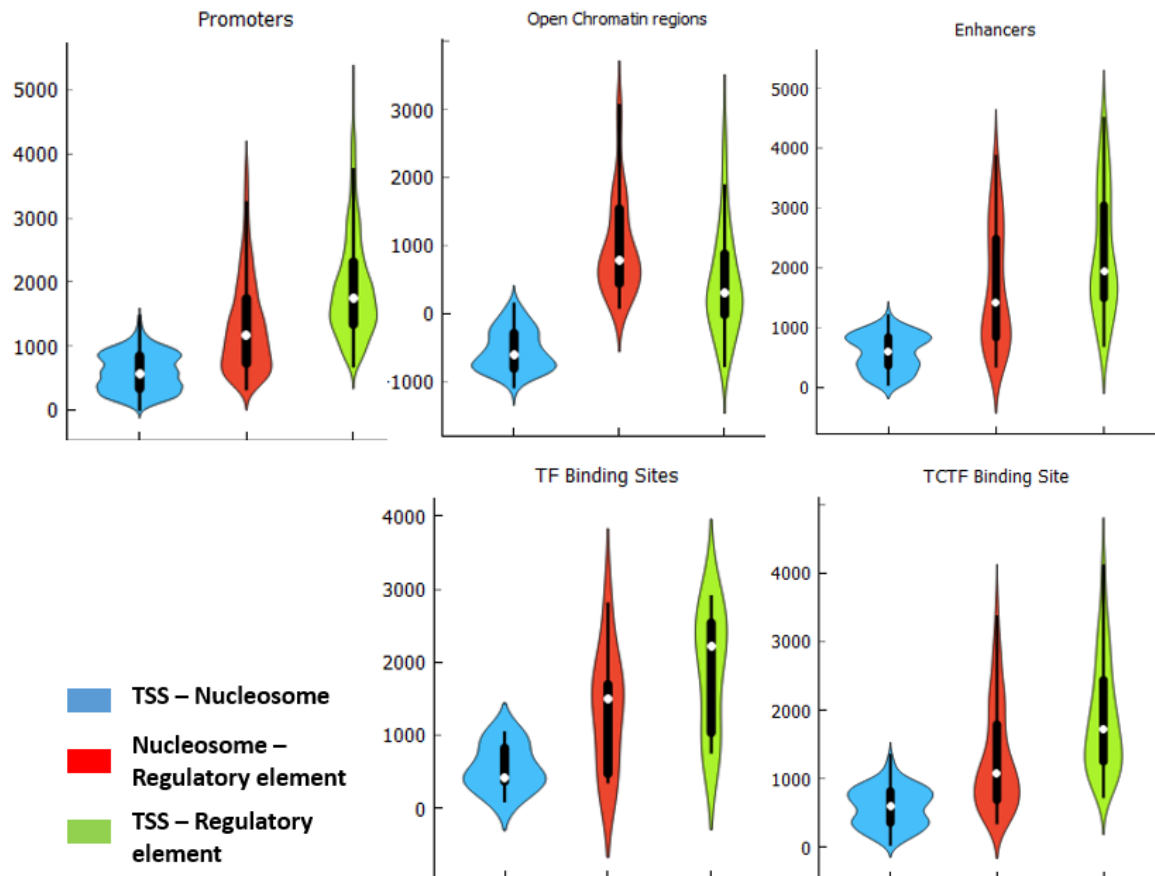 Promoters
5000
4000
3000
2000
1000
0
Open Chromatin regions
3000
2000
1000
0
-1000
Enhancers
5000
4000
3000
2000
1000
0
TF Binding Sites
4000
3000
2000
1000
0
TCTF Binding Site
4000
3000
2000
1000
0
TSS – Nucleosome
Nucleosome –
Regulatory element
TSS – Regulatory
element